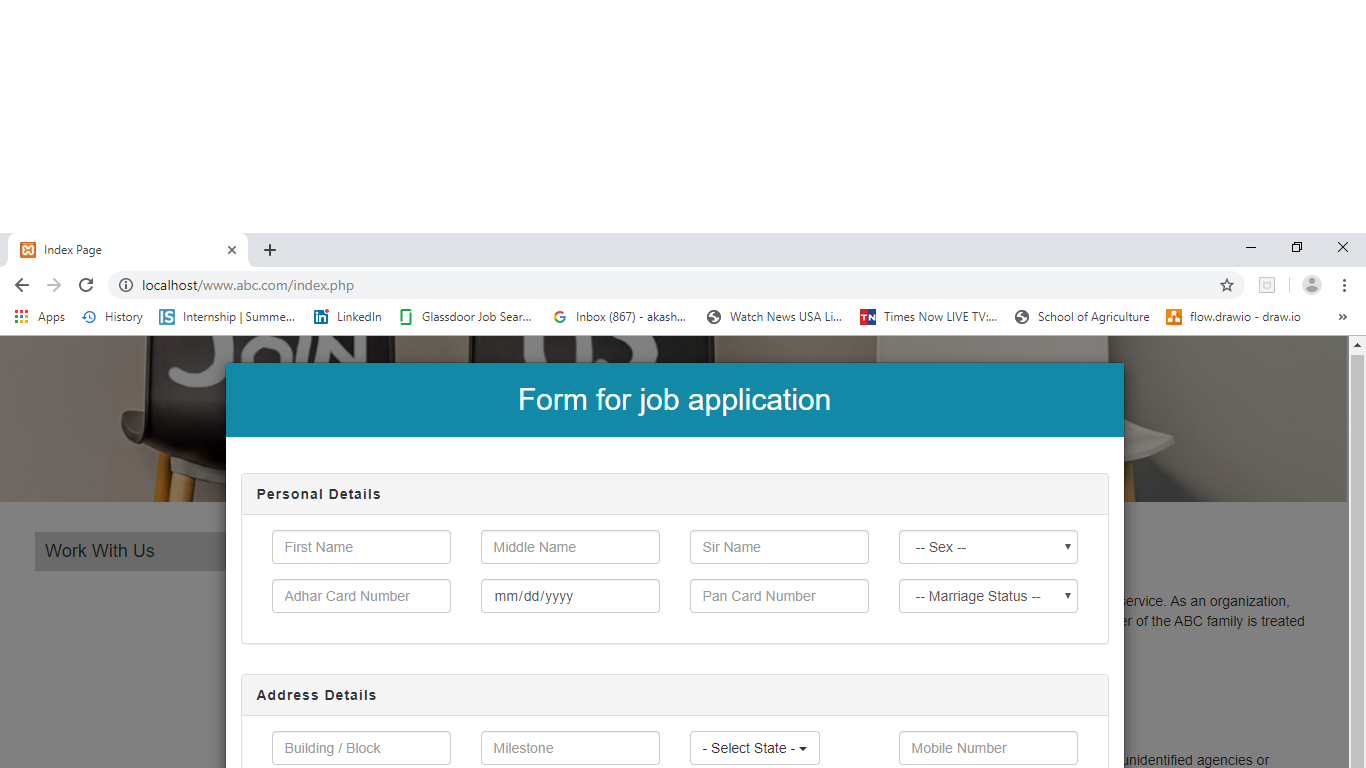 Index Page
localhost/www.abc.com/index.php
Apps History Internship | Summe... LinkedIn Glassdoor Job Sear... Inbox (867) - akash... Watch News USA Li... TN Times Now LIVE TV:... School of Agriculture flow.drawio - draw.io »
JOIN US
Form for job application
Personal Details
First Name Middle Name Sir Name -- Sex --
Adhar Card Number mm/dd/yyyy Pan Card Number -- Marriage Status --
Work With Us
ervice. As an organization,
er of the ABC family is treated
Address Details
Building / Block Milestone - Select State - Mobile Number
unidentified agencies or